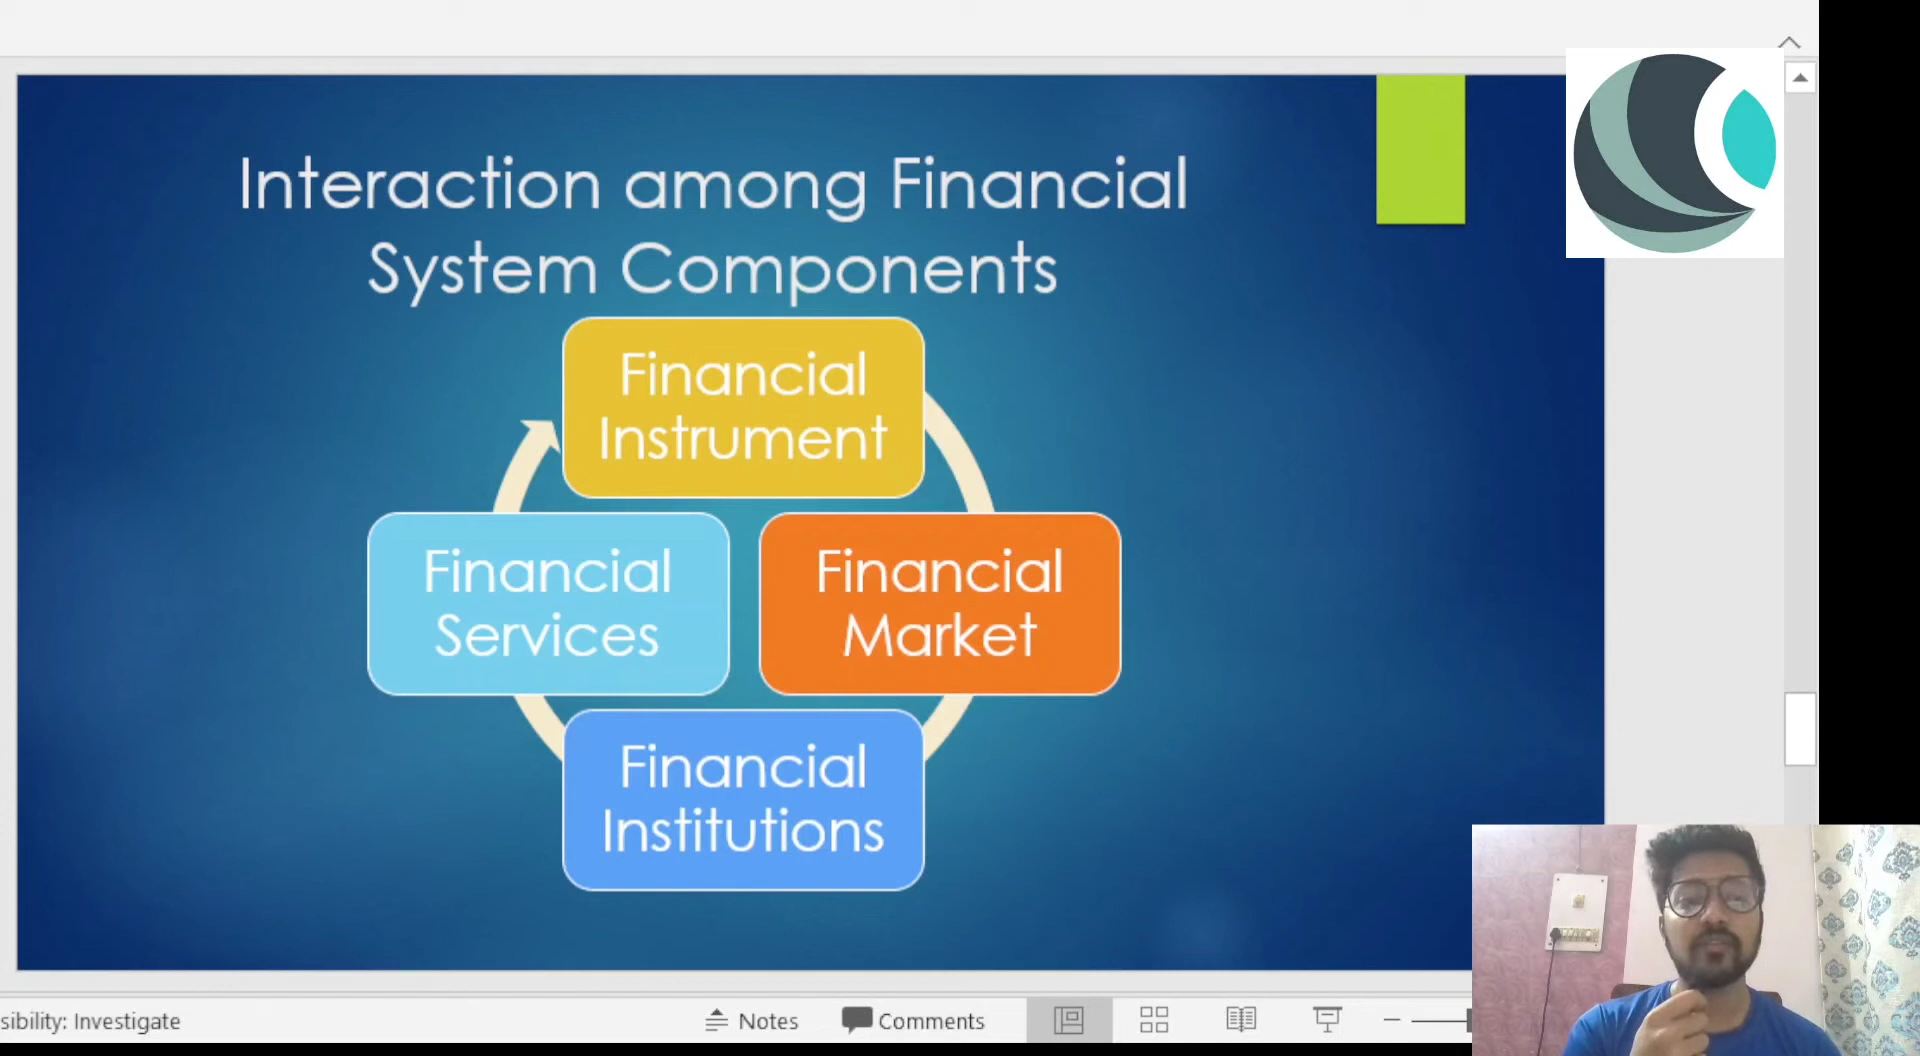 Interaction among Financial
System Components
Financial
Instrument
Financial
Services
Financial
Market
Financial
Institutions
sibility: Investigate
Notes
Comments